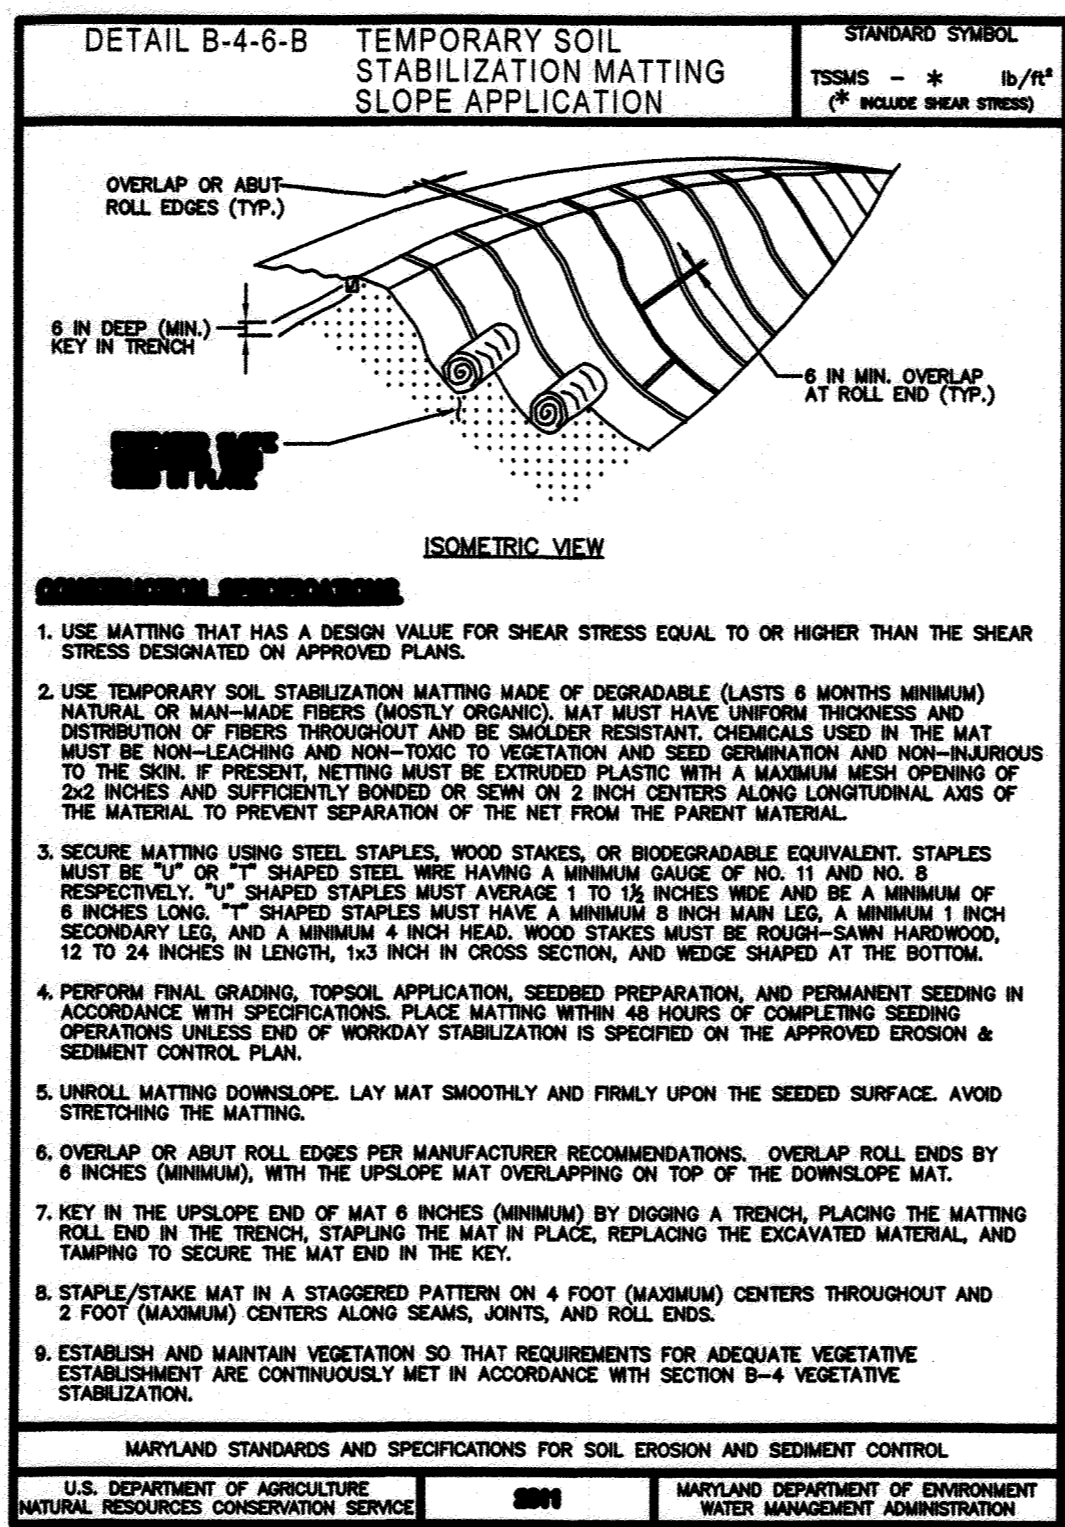 DETAIL B-4-6-B TEMPORARY SOIL
STABILIZATION MATTING
SLOPE APPLICATION
STANDARD SYMBOL
TSSMS - * lb/ft²
(* INCLUDE SHEAR STRESS)
OVERLAP OR ABUT
ROLL EDGES (TYP.)
6 IN DEEP (MIN.)
KEY IN TRENCH
6 IN MIN. OVERLAP
AT ROLL END (TYP.)
ISOMETRIC VIEW
CONSTRUCTION SPECIFICATIONS
1. USE MATTING THAT HAS A DESIGN VALUE FOR SHEAR STRESS EQUAL TO OR HIGHER THAN THE SHEAR
STRESS DESIGNATED ON APPROVED PLANS.
2. USE TEMPORARY SOIL STABILIZATION MATTING MADE OF DEGRADABLE (LASTS 6 MONTHS MINIMUM)
NATURAL OR MAN-MADE FIBERS (MOSTLY ORGANIC). MAT MUST HAVE UNIFORM THICKNESS AND
DISTRIBUTION OF FIBERS THROUGHOUT AND BE SMOLDER RESISTANT. CHEMICALS USED IN THE MAT
MUST BE NON-LEACHING AND NON-TOXIC TO VEGETATION AND SEED GERMINATION AND NON-INJURIOUS
TO THE SKIN. IF PRESENT, NETTING MUST BE EXTRUDED PLASTIC WITH A MAXIMUM MESH OPENING OF
2x2 INCHES AND SUFFICIENTLY BONDED OR SEWN ON 2 INCH CENTERS ALONG LONGITUDINAL AXIS OF
THE MATERIAL TO PREVENT SEPARATION OF THE NET FROM THE PARENT MATERIAL.
3. SECURE MATTING USING STEEL STAPLES, WOOD STAKES, OR BIODEGRADABLE EQUIVALENT. STAPLES
MUST BE "U" OR "T" SHAPED STEEL WIRE HAVING A MINIMUM GAUGE OF NO. 11 AND NO. 8
RESPECTIVELY. "U" SHAPED STAPLES MUST AVERAGE 1 TO 1½ INCHES WIDE AND BE A MINIMUM OF
6 INCHES LONG. "T" SHAPED STAPLES MUST HAVE A MINIMUM 8 INCH MAIN LEG, A MINIMUM 1 INCH
SECONDARY LEG, AND A MINIMUM 4 INCH HEAD. WOOD STAKES MUST BE ROUGH-SAWN HARDWOOD,
12 TO 24 INCHES IN LENGTH, 1x3 INCH IN CROSS SECTION, AND WEDGE SHAPED AT THE BOTTOM.
4. PERFORM FINAL GRADING, TOPSOIL APPLICATION, SEEDBED PREPARATION, AND PERMANENT SEEDING IN
ACCORDANCE WITH SPECIFICATIONS. PLACE MATTING WITHIN 48 HOURS OF COMPLETING SEEDING
OPERATIONS UNLESS END OF WORKDAY STABILIZATION IS SPECIFIED ON THE APPROVED EROSION &
SEDIMENT CONTROL PLAN.
5. UNROLL MATTING DOWNSLOPE. LAY MAT SMOOTHLY AND FIRMLY UPON THE SEEDED SURFACE. AVOID
STRETCHING THE MATTING.
6. OVERLAP OR ABUT ROLL EDGES PER MANUFACTURER RECOMMENDATIONS. OVERLAP ROLL ENDS BY
6 INCHES (MINIMUM), WITH THE UPSLOPE MAT OVERLAPPING ON TOP OF THE DOWNSLOPE MAT.
7. KEY IN THE UPSLOPE END OF MAT 6 INCHES (MINIMUM) BY DIGGING A TRENCH, PLACING THE MATTING
ROLL END IN THE TRENCH, STAPLING THE MAT IN PLACE, REPLACING THE EXCAVATED MATERIAL, AND
TAMPING TO SECURE THE MAT END IN THE KEY.
8. STAPLE/STAKE MAT IN A STAGGERED PATTERN ON 4 FOOT (MAXIMUM) CENTERS THROUGHOUT AND
2 FOOT (MAXIMUM) CENTERS ALONG SEAMS, JOINTS, AND ROLL ENDS.
9. ESTABLISH AND MAINTAIN VEGETATION SO THAT REQUIREMENTS FOR ADEQUATE VEGETATIVE
ESTABLISHMENT ARE CONTINUOUSLY MET IN ACCORDANCE WITH SECTION B-4 VEGETATIVE
STABILIZATION.
MARYLAND STANDARDS AND SPECIFICATIONS FOR SOIL EROSION AND SEDIMENT CONTROL
U.S. DEPARTMENT OF AGRICULTURE
NATURAL RESOURCES CONSERVATION SERVICE
2011
MARYLAND DEPARTMENT OF ENVIRONMENT
WATER MANAGEMENT ADMINISTRATION